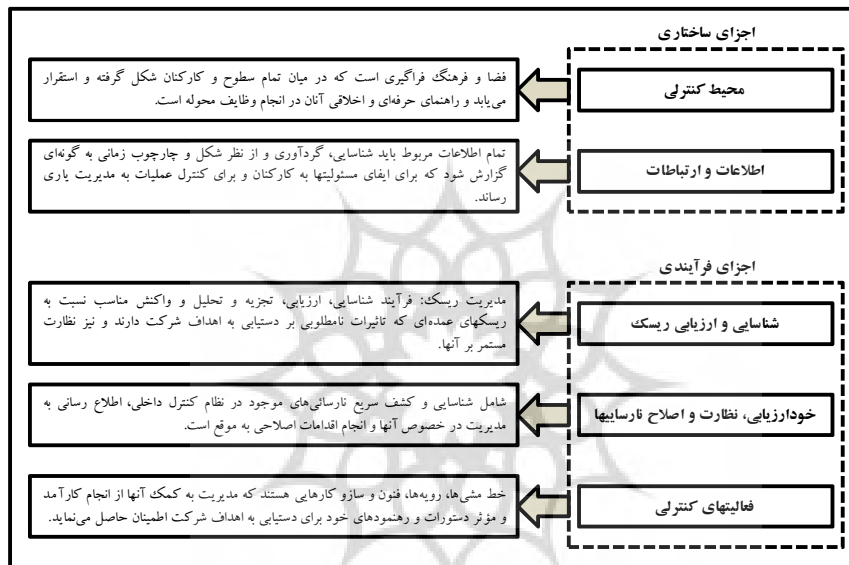 اجزای ساختاری
محیط کنترلی
فضا و فرهنگ فراگیری است که در میان تمام سطوح و کارکنان شکل گرفته و استقرار
می‌یابد و راهنمای حرفه‌ای و اخلاقی آنان در انجام وظایف محوله است.
اطلاعات و ارتباطات
تمام اطلاعات مربوط باید شناسایی، گردآوری و از نظر شکل و چارچوب زمانی به گونه‌ای
گزارش شود که برای ایفای مسئولیتها به کارکنان و برای کنترل عملیات به مدیریت یاری
رساند.
اجزای فرآیندی
شناسایی و ارزیابی ریسک
مدیریت ریسک: فرآیند شناسایی، ارزیابی، تجزیه و تحلیل و واکنش مناسب نسبت به
ریسکهای عمده‌ای که تاثیرات نامطلوبی بر دستیابی به اهداف شرکت دارند و نیز نظارت
مستمر بر آنها.
خودارزیابی، نظارت و اصلاح نارساییها
شامل شناسایی و کشف سریع نارسائی‌های موجود در نظام کنترل داخلی، اطلاع رسانی به
مدیریت در خصوص آنها و انجام اقدامات اصلاحی به موقع است.
فعالیتهای کنترلی
خط مشی‌ها، رویه‌ها، فنون و سازو کارهایی هستند که مدیریت به کمک آنها از انجام کارآمد
و مؤثر دستورات و رهنمودهای خود برای دستیابی به اهداف شرکت اطمینان حاصل می‌نماید.